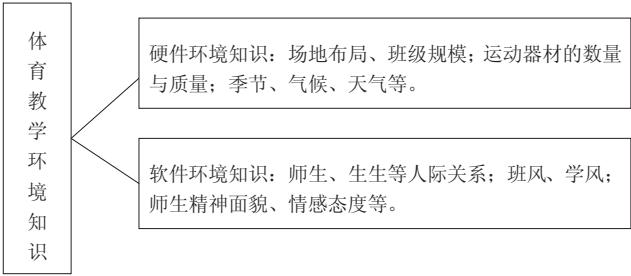 体育教学环境知识
硬件环境知识：场地布局、班级规模；运动器材的数量
与质量；季节、气候、天气等。
软件环境知识：师生、生生等人际关系；班风、学风；
师生精神面貌、情感态度等。